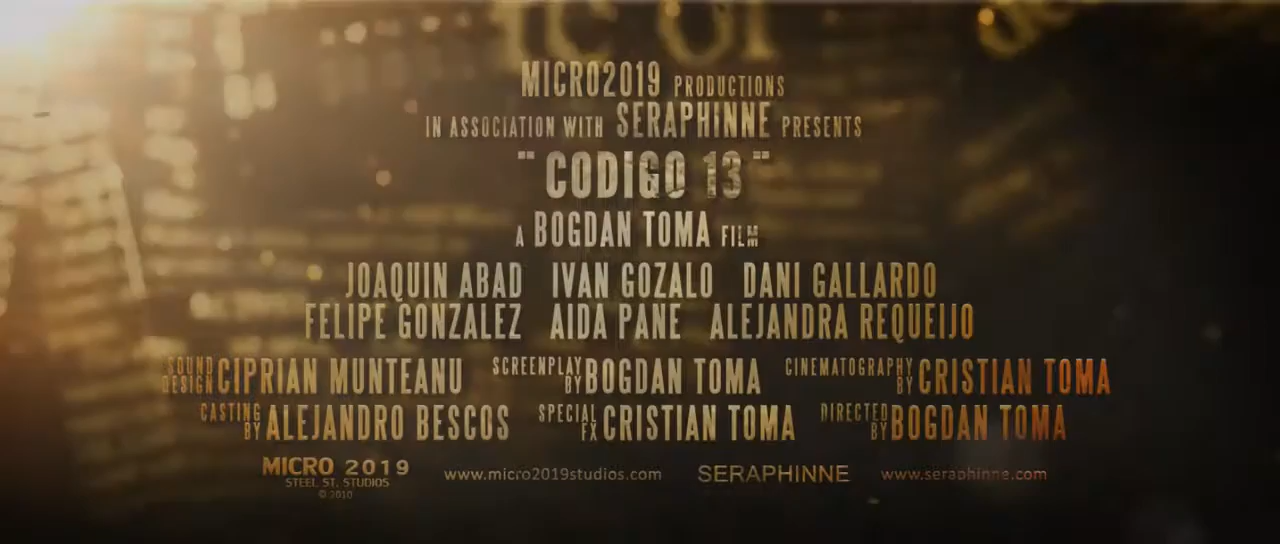 MICRO2019 PRODUCTIONS
IN ASSOCIATION WITH SERAPHINNE PRESENTS
"CODIGO 13"
A BOGDAN TOMA FILM
JOAQUIN ABAD IVAN GOZALO DANI GALLARDO
FELIPE GONZALEZ AIDA PANE ALEJANDRA REQUEIJO
SOUND DESIGN CIPRIAN MUNTEANU SCREENPLAY BY BOGDAN TOMA CINEMATOGRAPHY BY CRISTIAN TOMA
CASTING BY ALEJANDRO BESCOS SPECIAL FX CRISTIAN TOMA DIRECTED BY BOGDAN TOMA
MICRO 2019 www.micro2019studios.com SERAPHINNE www.seraphinne.com
STEEL ST. STUDIOS
© 2010